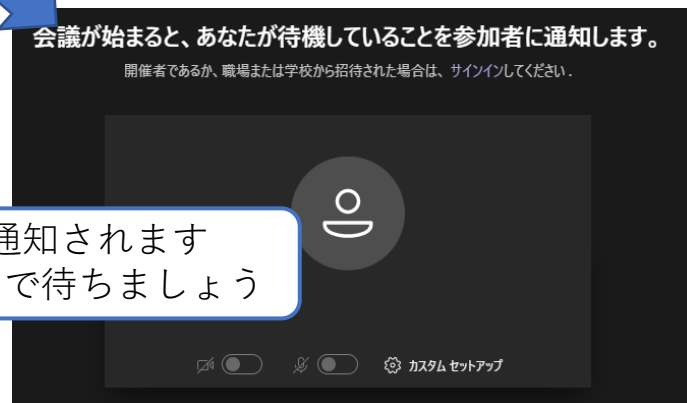 会議が始まると、あなたが待機していることを参加者に通知します。
開催者であるか、職場または学校から招待された場合は、サインインしてください.
通知されます
で待ちましょう
カスタム セットアップ